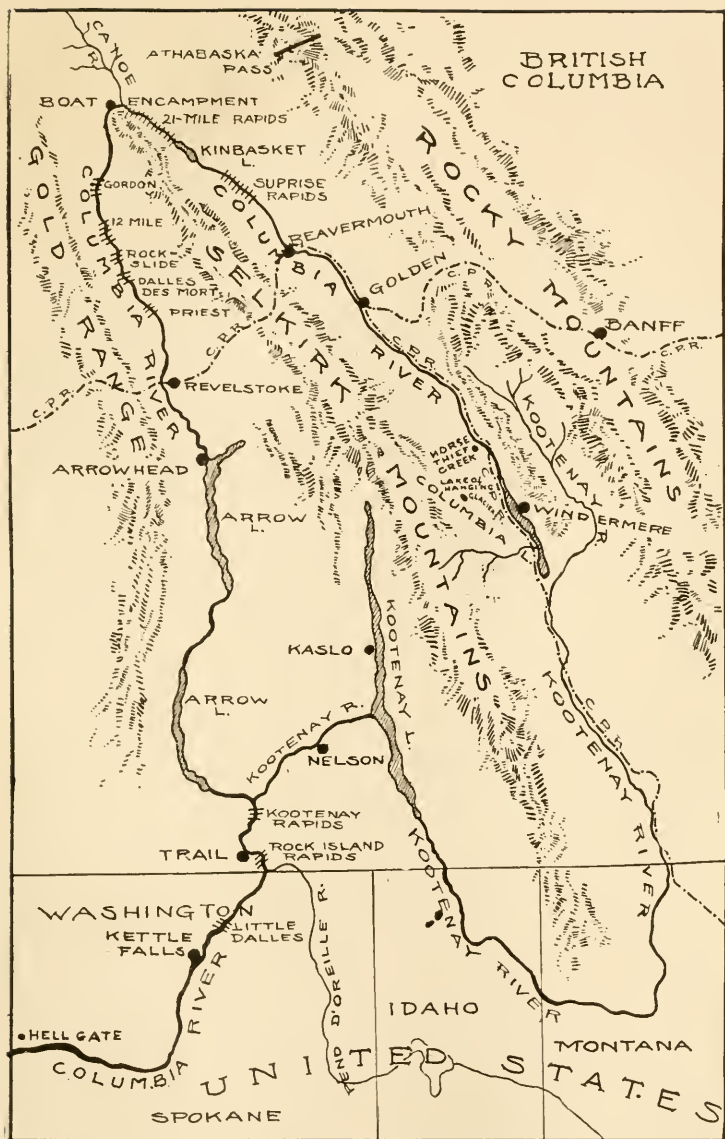 CANOE R.
ATHABASKA
PASS
BRITISH
COLUMBIA
BOAT ENCAMPMENT
21-MILE RAPIDS
KINBASKET
L.
SUPRISE
RAPIDS
GOLD RANGE
COLUMBIA RIVER
GORDON
12 MILE
ROCK-
SLIDE
DALLES
DES MORT
PRIEST
C.P.R.
C.P.R.
REVELSTOKE
ARROWHEAD
ARROW
L.
ARROW
L.
COLUMBIA RIVER
BEAVERMOUTH
GOLDEN
SELKIRK MOUNTAINS
ROCKY MOUNTAINS
C.P.R.
BANFF
C.P.R.
C.P.R.
HORSE
THIEF
CREEK
LAKE OF
HANGING
GLACIER
COLUMBIA
WINDERMERE
KOOTENAY R.
KASLO
KOOTENAY L.
KOOTENAY R.
NELSON
KOOTENAY
RAPIDS
TRAIL
ROCK ISLAND
RAPIDS
C.P.R.
KOOTENAY RIVER
KOOTENAY RIVER
WASHINGTON
LITTLE
DALLES
KETTLE
FALLS
PEND D'OREILLE R.
IDAHO
MONTANA
HELL GATE
COLUMBIA RIVER
UNITED STATES
SPOKANE